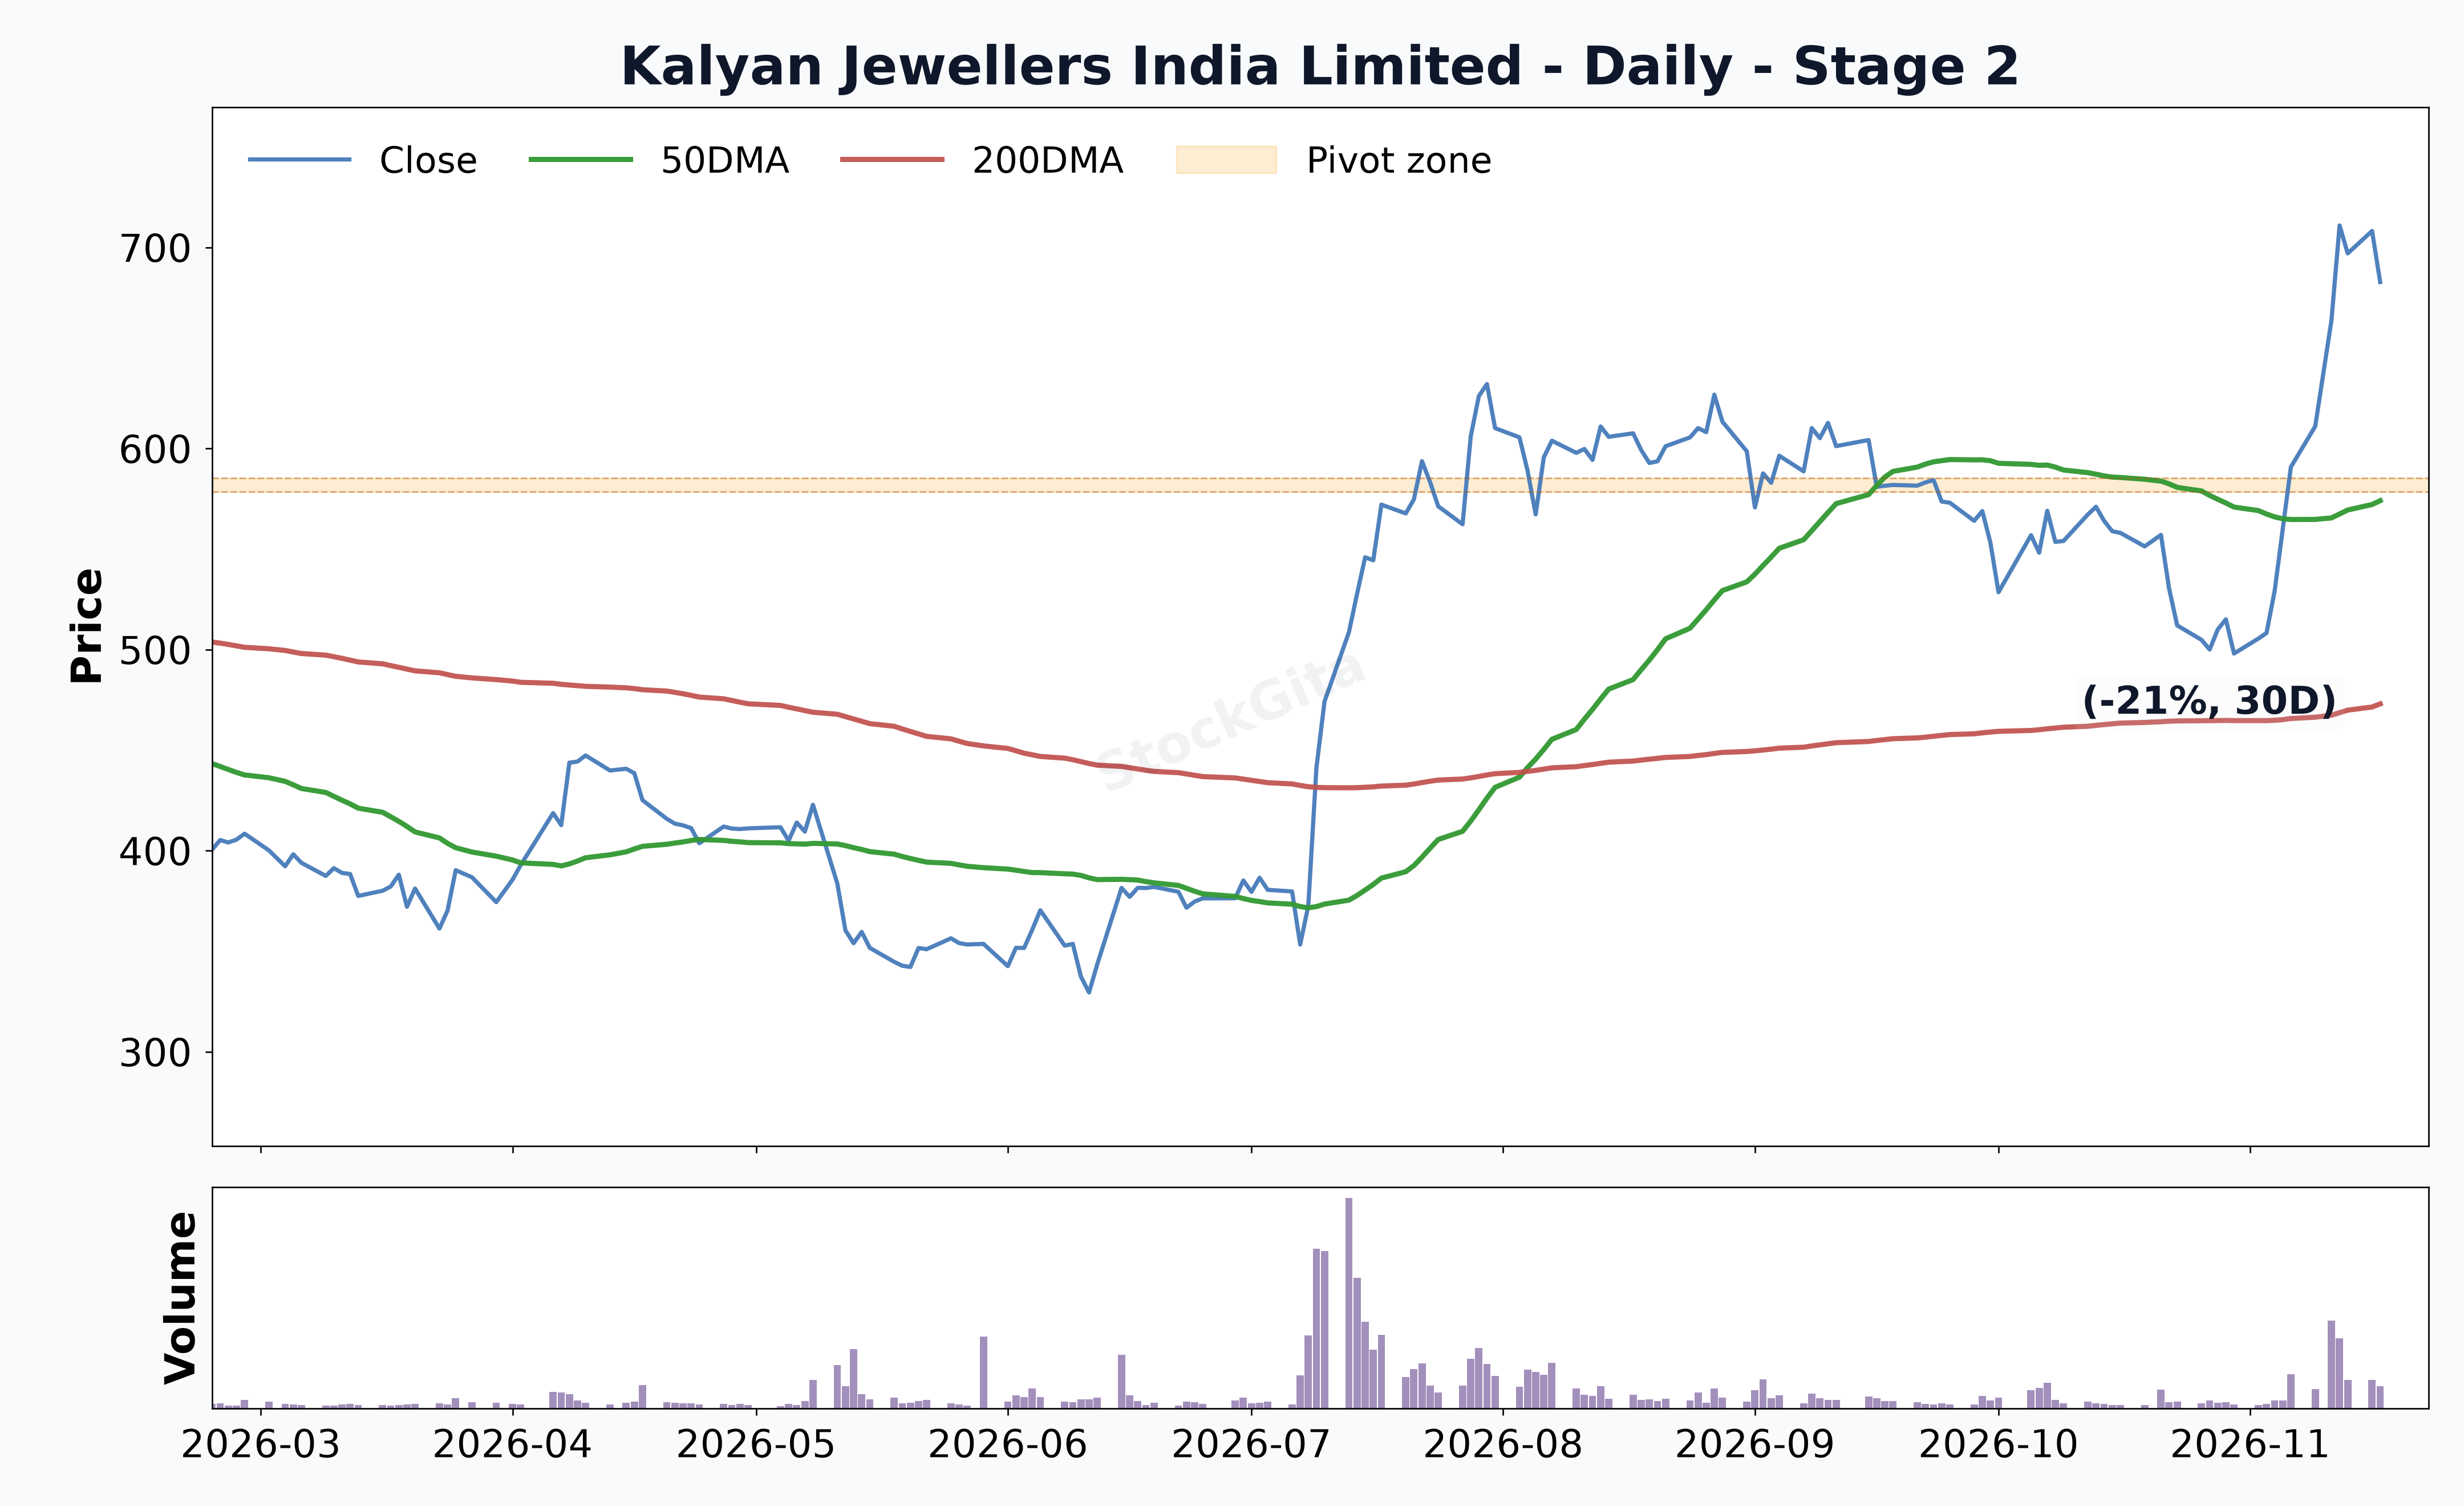 Kalyan Jewellers India Limited - Daily - Stage 2
Close 50DMA 200DMA Pivot zone
Price
700
600
500
400
300
StockGita
(-21%, 30D)
Volume
2026-03 2026-04 2026-05 2026-06 2026-07 2026-08 2026-09 2026-10 2026-11